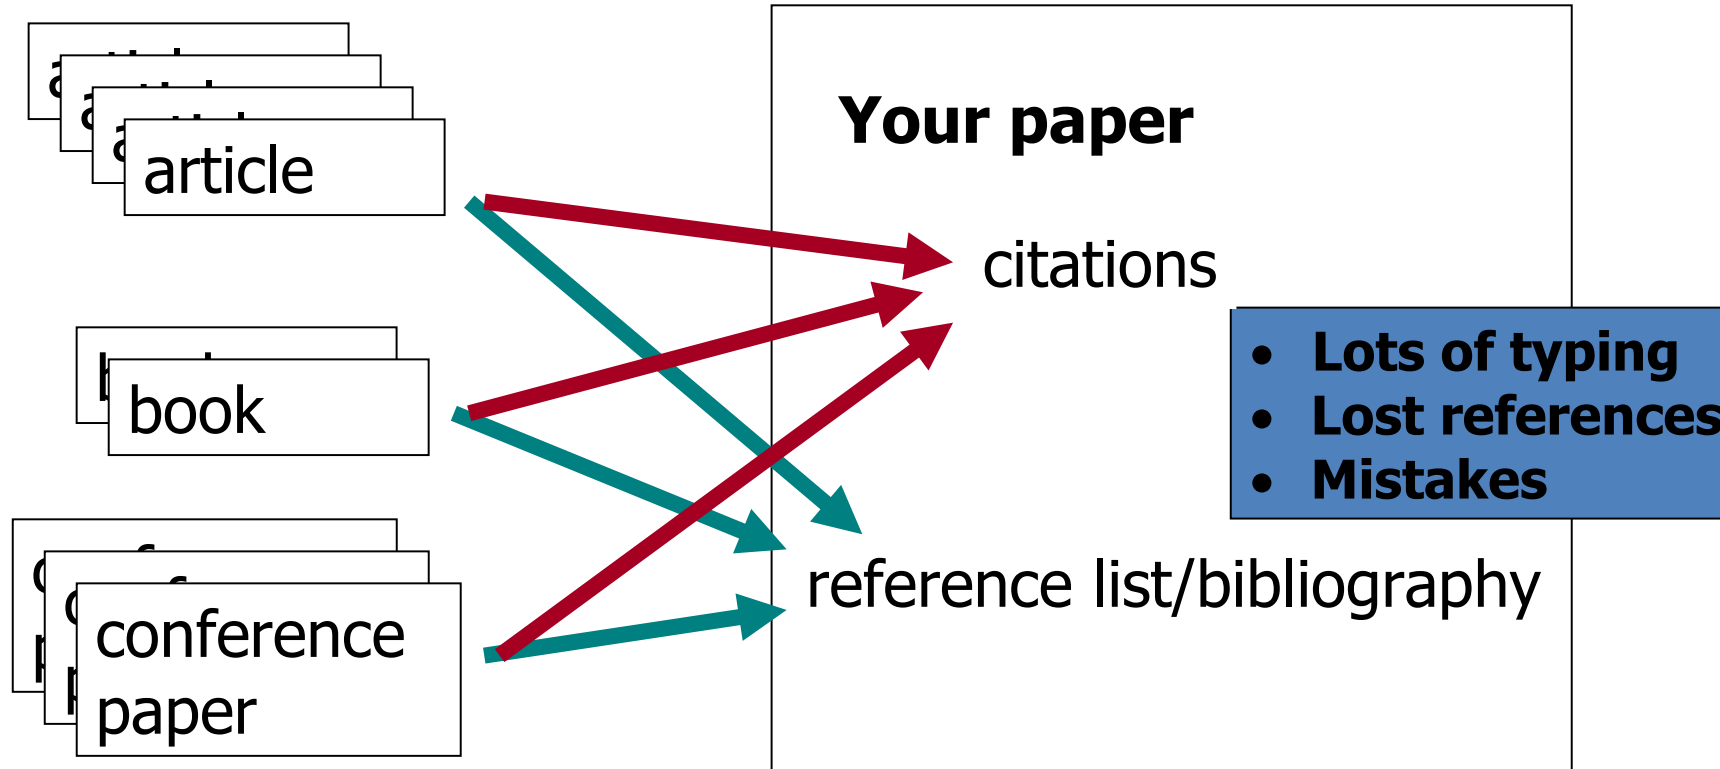 article
book
conference
paper
Your paper
citations
• Lots of typing
• Lost references
• Mistakes
reference list/bibliography